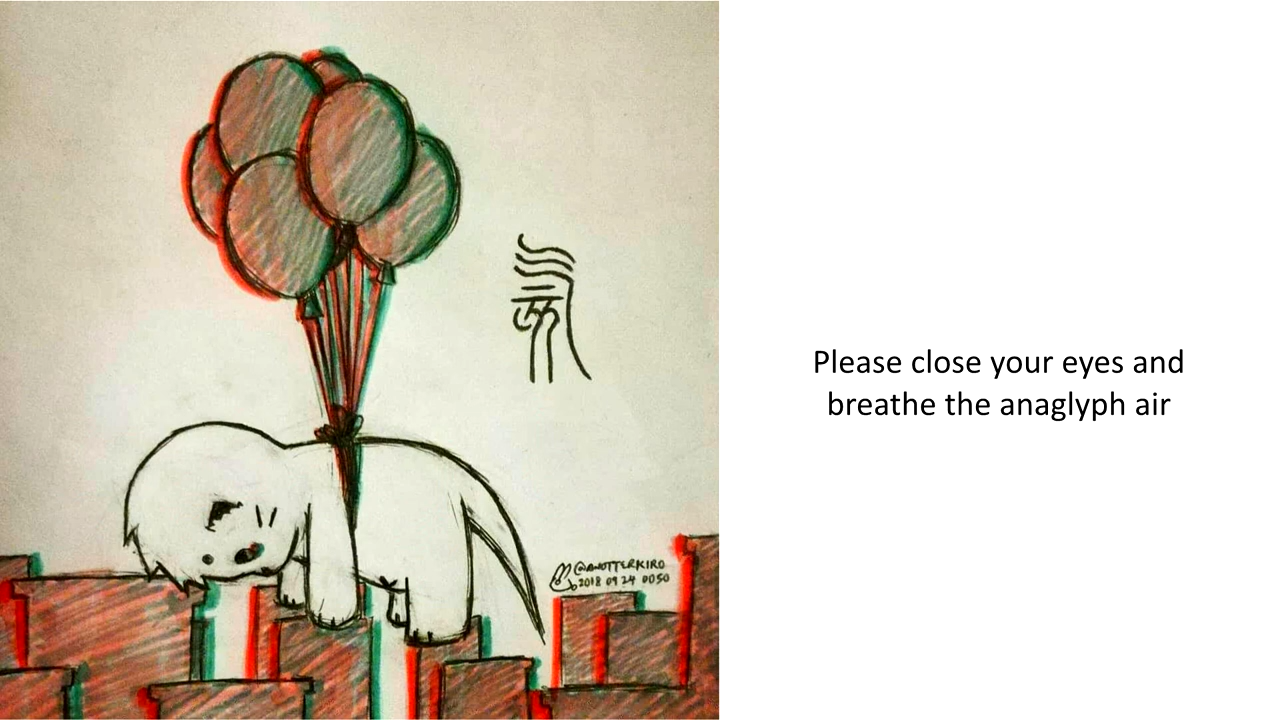 @ANOTTERKIRO
2018 09 24 0050
Please close your eyes and
breathe the anaglyph air